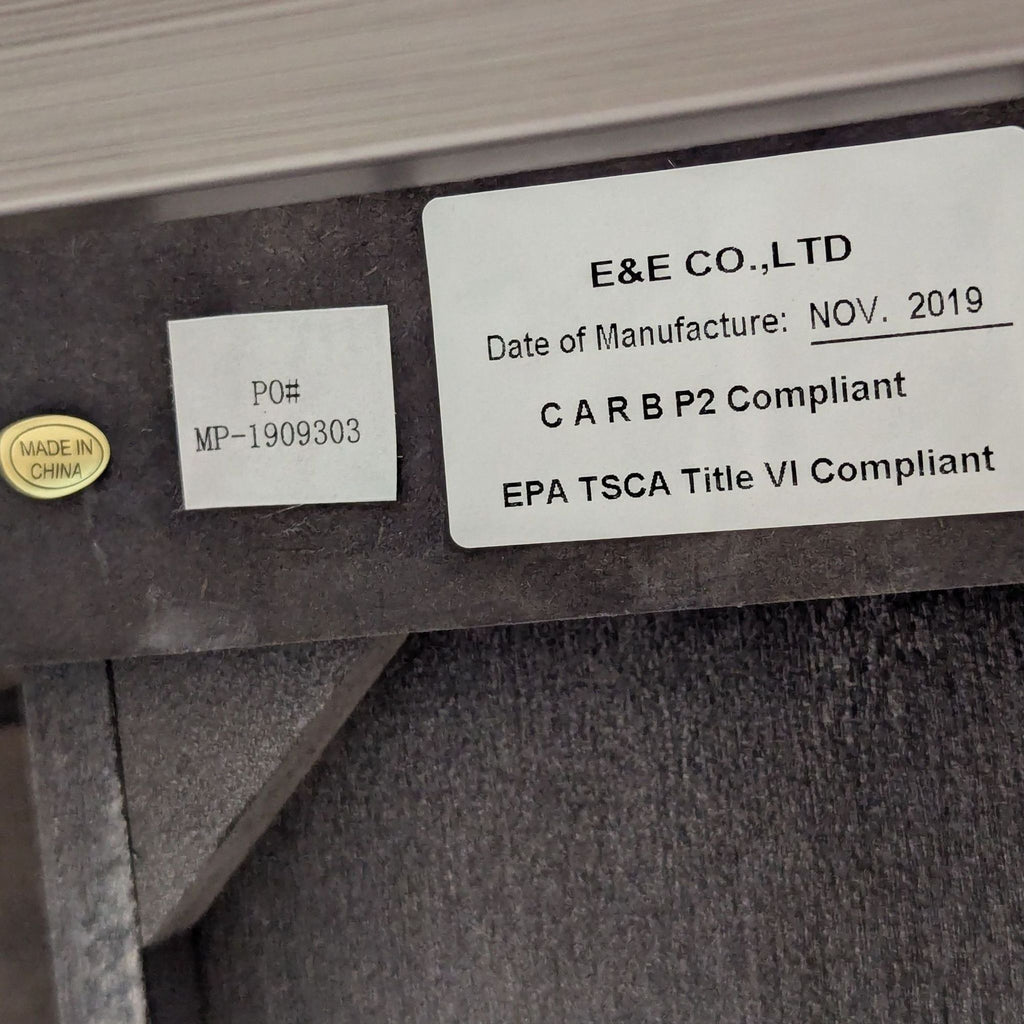 MADE IN
CHINA
PO#
MP-1909303
E&E CO.,LTD
Date of Manufacture: NOV. 2019
C A R B P2 Compliant
EPA TSCA Title VI Compliant